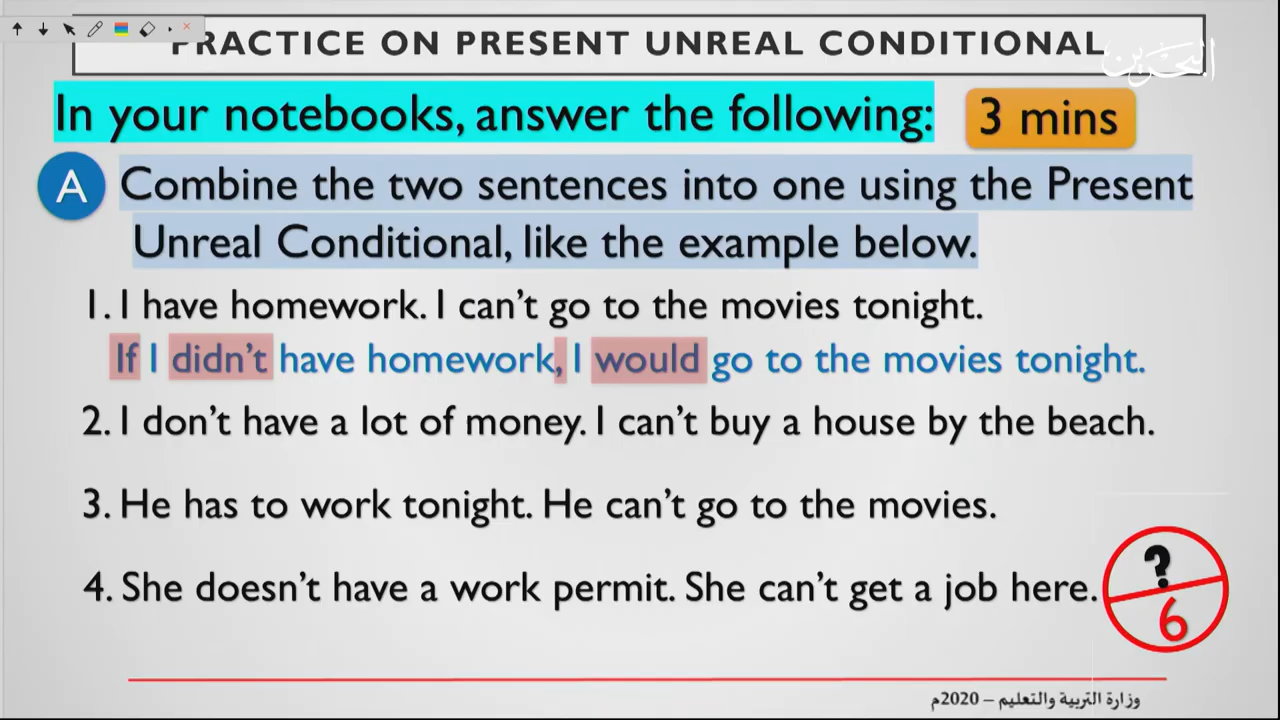 PRACTICE ON PRESENT UNREAL CONDITIONAL
البحرين
In your notebooks, answer the following:
3 mins
A
Combine the two sentences into one using the Present
Unreal Conditional, like the example below.
1. I have homework. I can't go to the movies tonight.
If I didn't have homework, I would go to the movies tonight.
2. I don't have a lot of money. I can't buy a house by the beach.
3. He has to work tonight. He can't go to the movies.
4. She doesn't have a work permit. She can't get a job here.
?
6
وزارة التربية والتعليم – 2020م